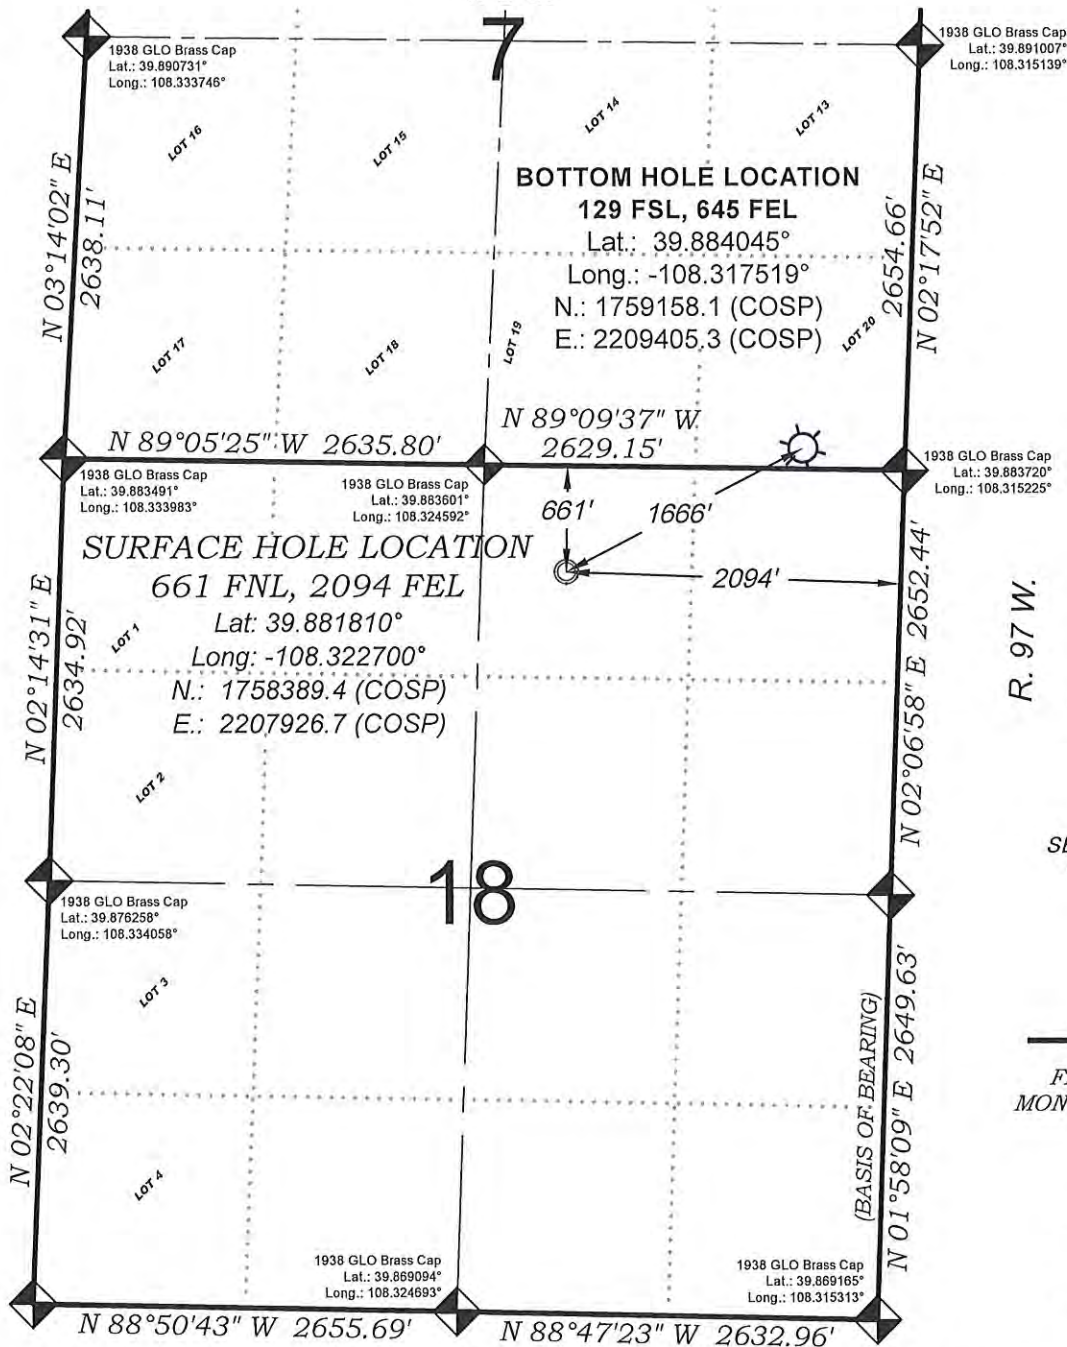 7
1938 GLO Brass Cap
Lat.: 39.890731°
Long.: 108.333746°
1938 GLO Brass Cap
Lat.: 39.891007°
Long.: 108.315139°
LOT 16
LOT 15
LOT 14
LOT 13
N 03°14'02" E
2638.11'
BOTTOM HOLE LOCATION
129 FSL, 645 FEL
Lat.: 39.884045°
Long.: -108.317519°
N.: 1759158.1 (COSP)
E.: 2209405.3 (COSP)
2654.66'
N 02°17'52" E
LOT 17
LOT 18
LOT 19
LOT 20
N 89°05'25" W 2635.80'
N 89°09'37" W
2629.15'
1938 GLO Brass Cap
Lat.: 39.883491°
Long.: 108.333983°
1938 GLO Brass Cap
Lat.: 39.883601°
Long.: 108.324592°
1938 GLO Brass Cap
Lat.: 39.883720°
Long.: 108.315225°
661'
1666'
2094'
SURFACE HOLE LOCATION
661 FNL, 2094 FEL
Lat: 39.881810°
Long: -108.322700°
N.: 1758389.4 (COSP)
E.: 2207926.7 (COSP)
N 02°14'31" E
2634.92'
LOT 1
LOT 2
N 02°06'58" E 2652.44'
R. 97 W.
18
1938 GLO Brass Cap
Lat.: 39.876258°
Long.: 108.334058°
LOT 3
LOT 4
N 02°22'08" E
2639.30'
(BASIS OF BEARING)
N 01°58'09" E 2649.63'
MON
1938 GLO Brass Cap
Lat.: 39.869094°
Long.: 108.324693°
1938 GLO Brass Cap
Lat.: 39.869165°
Long.: 108.315313°
N 88°50'43" W 2655.69'
N 88°47'23" W 2632.96'